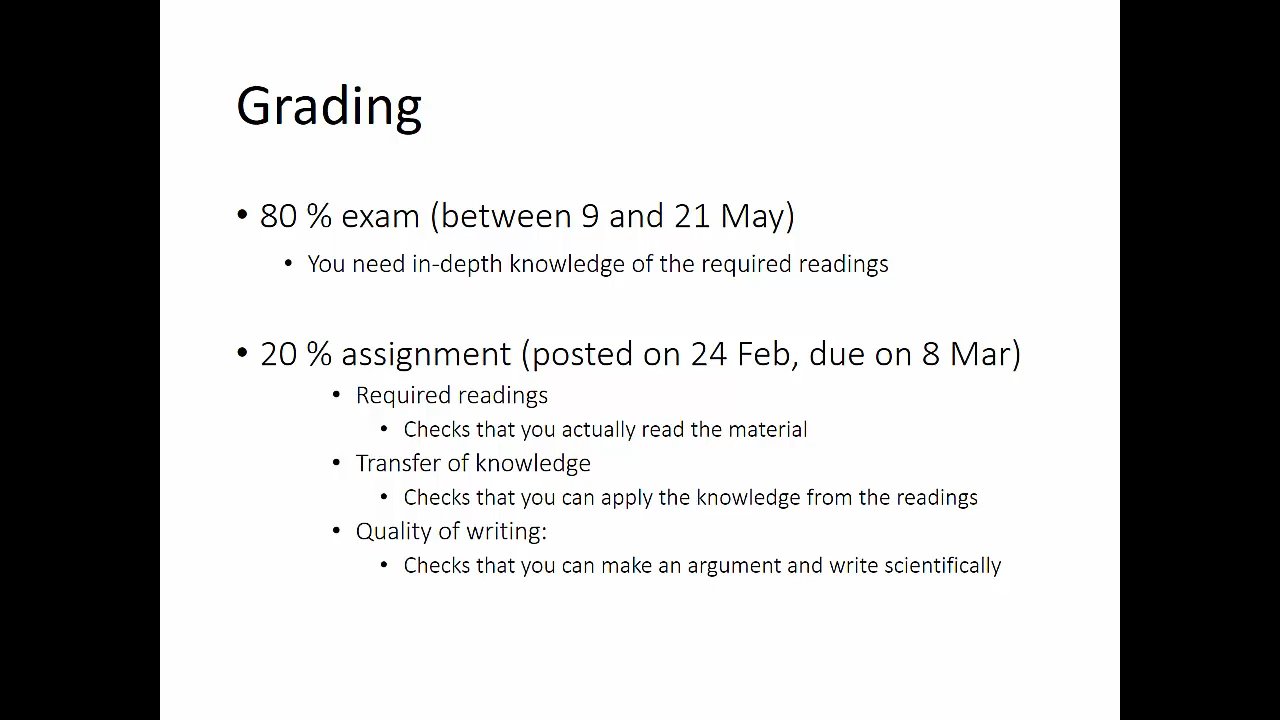 Grading
• 80 % exam (between 9 and 21 May)
• You need in-depth knowledge of the required readings
• 20 % assignment (posted on 24 Feb, due on 8 Mar)
• Required readings
• Checks that you actually read the material
• Transfer of knowledge
• Checks that you can apply the knowledge from the readings
• Quality of writing:
• Checks that you can make an argument and write scientifically